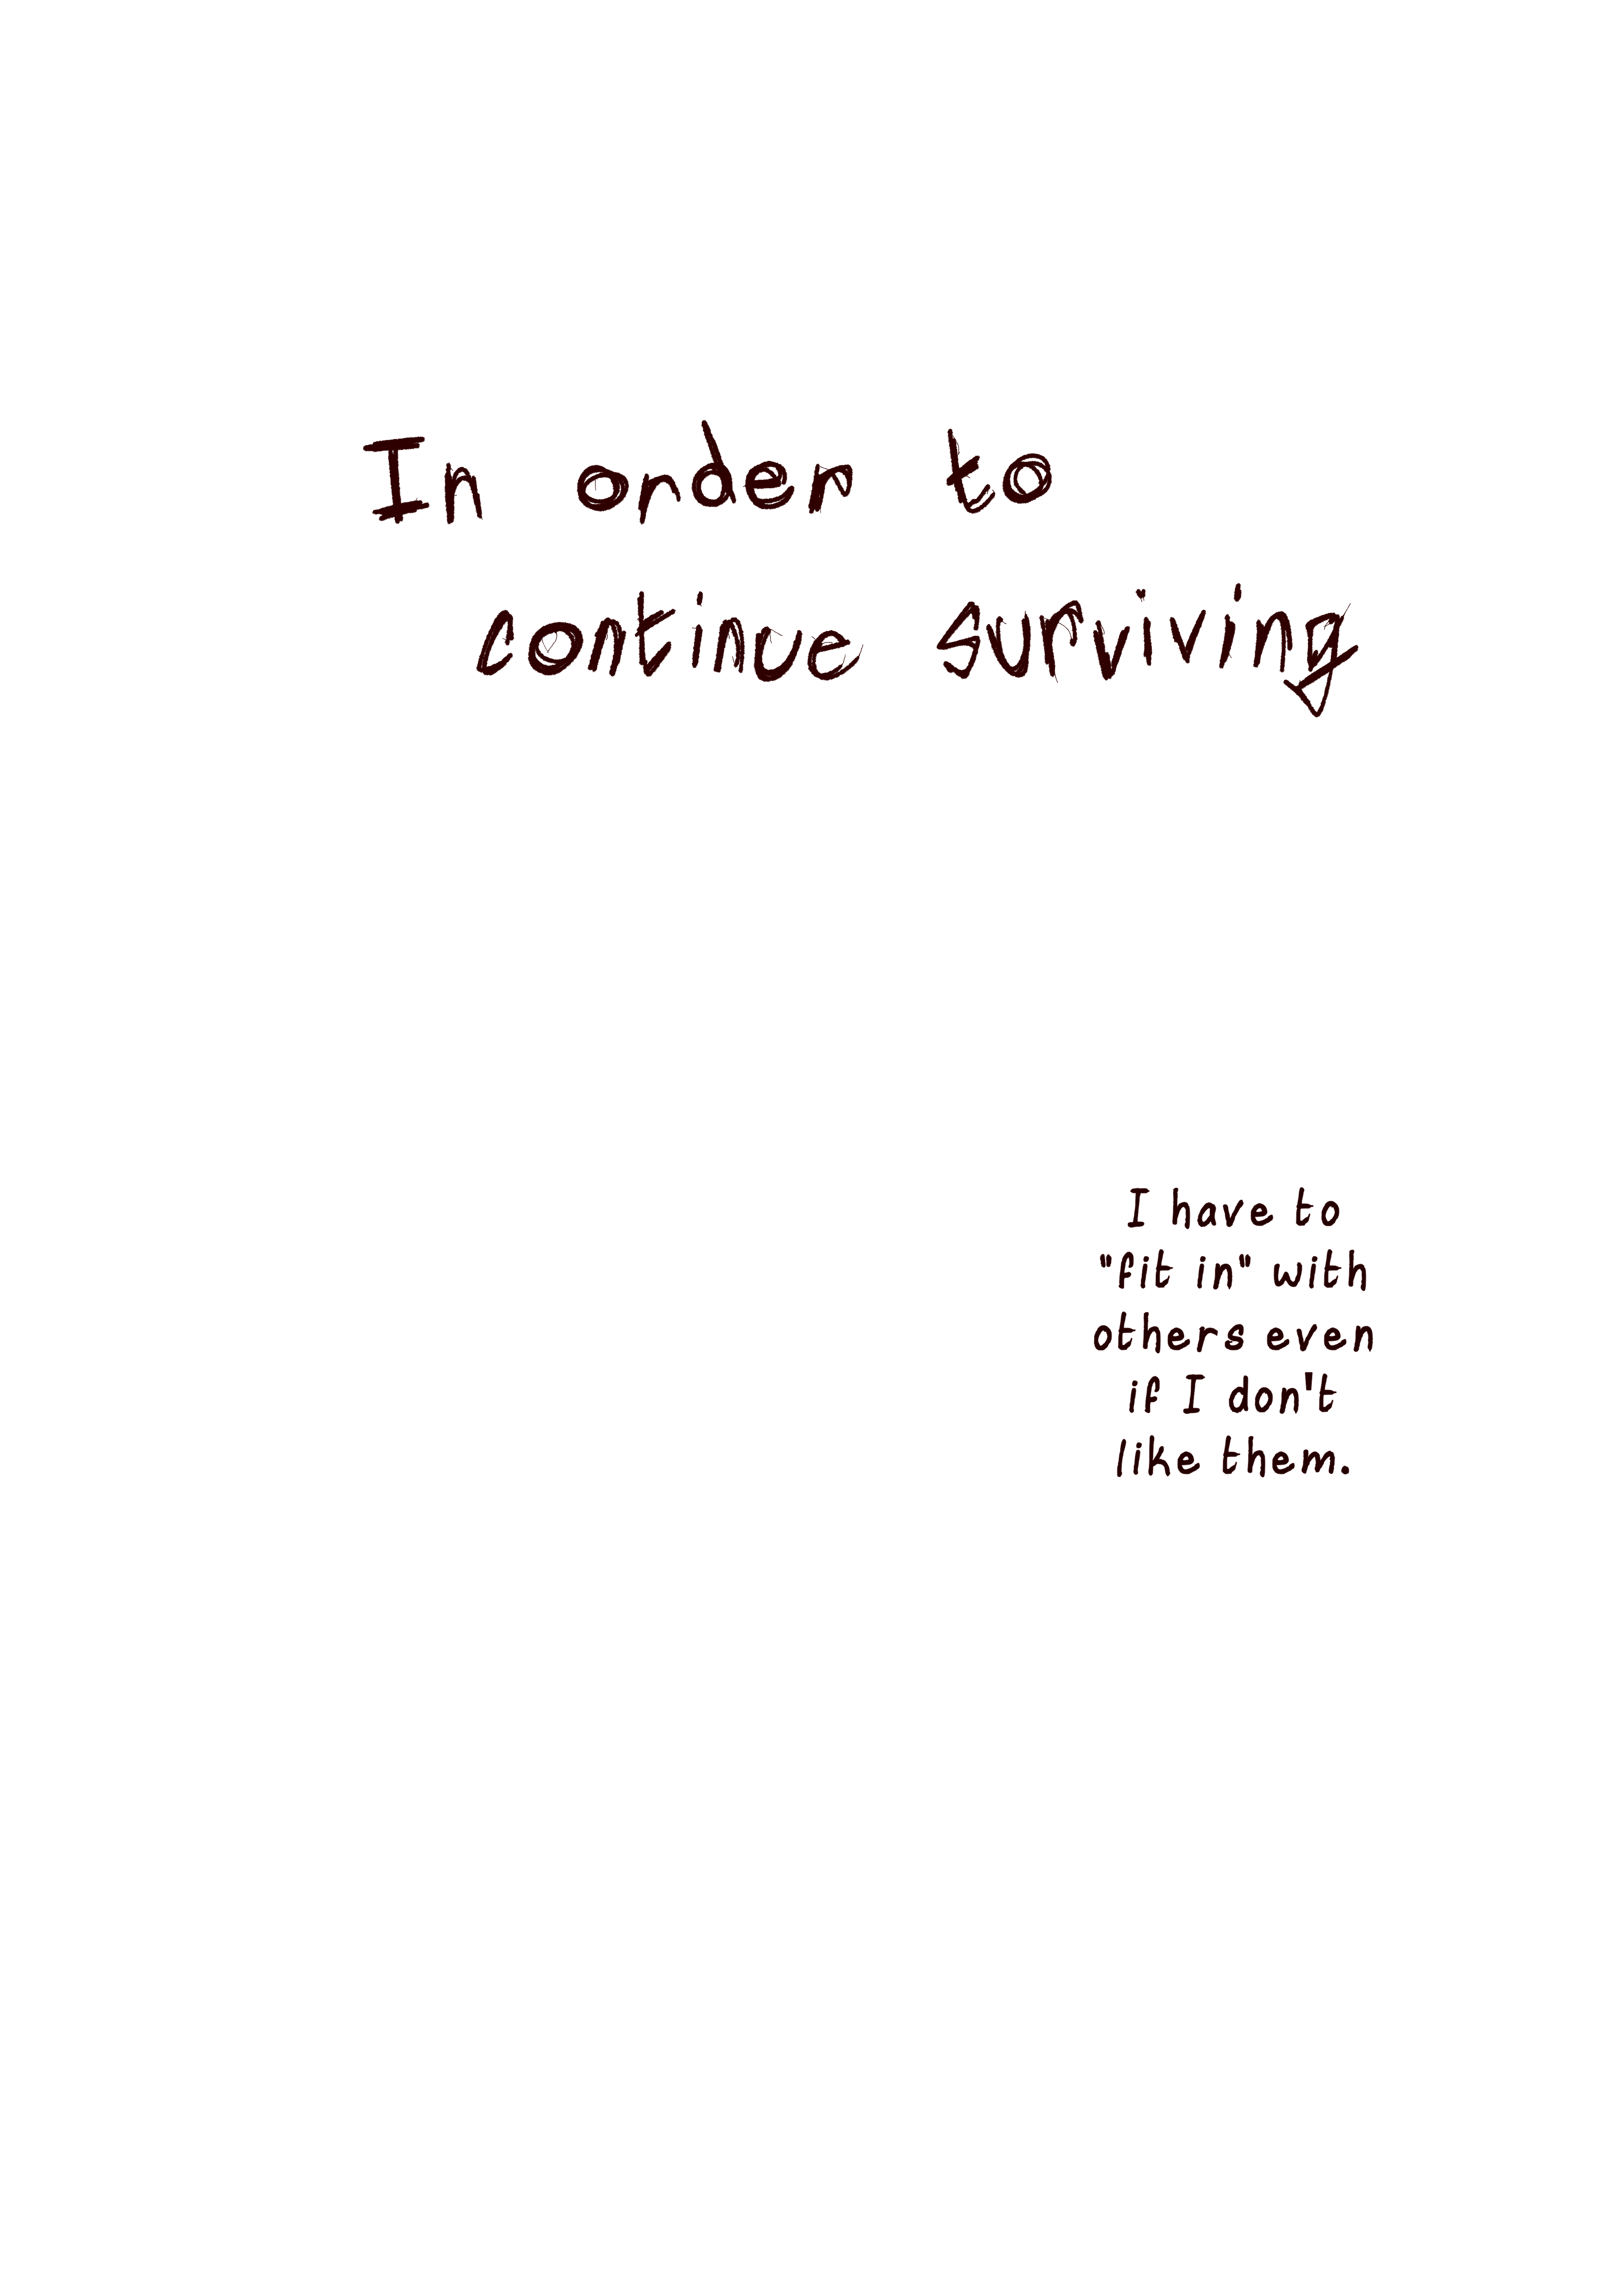 In order to
continue surviving
I have to
"fit in" with
others even
if I don't
like them.